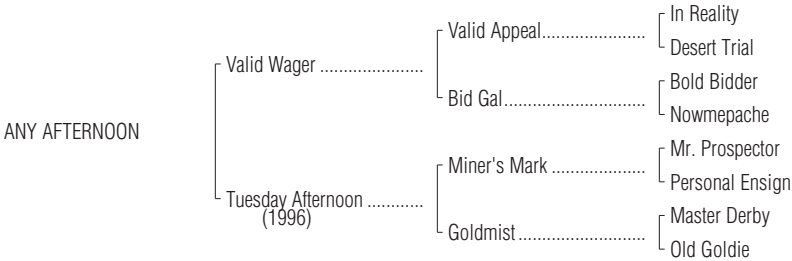 In Reality
Valid Appeal......................
Desert Trial
Valid Wager ......................
Bold Bidder
Bid Gal..............................
Nowmepache
ANY AFTERNOON
Mr. Prospector
Miner's Mark ....................
Personal Ensign
Tuesday Afternoon ............
(1996)
Master Derby
Goldmist...........................
Old Goldie